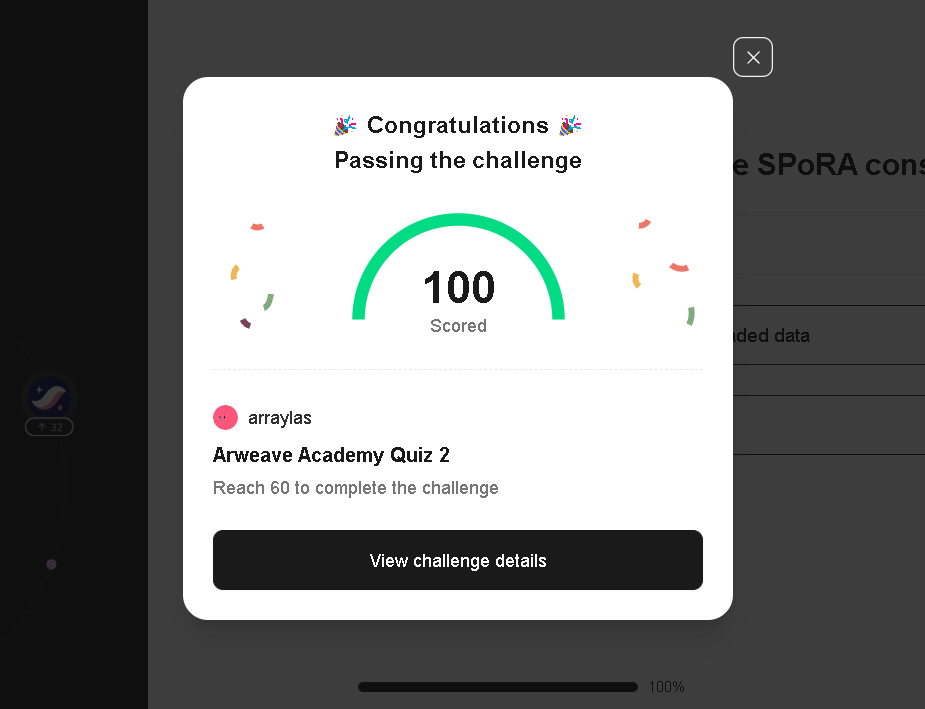 🎉 Congratulations 🎉
Passing the challenge
e SPoRA cons
100
Scored
ded data
arraylas
↑ 32
Arweave Academy Quiz 2
Reach 60 to complete the challenge
View challenge details
100%